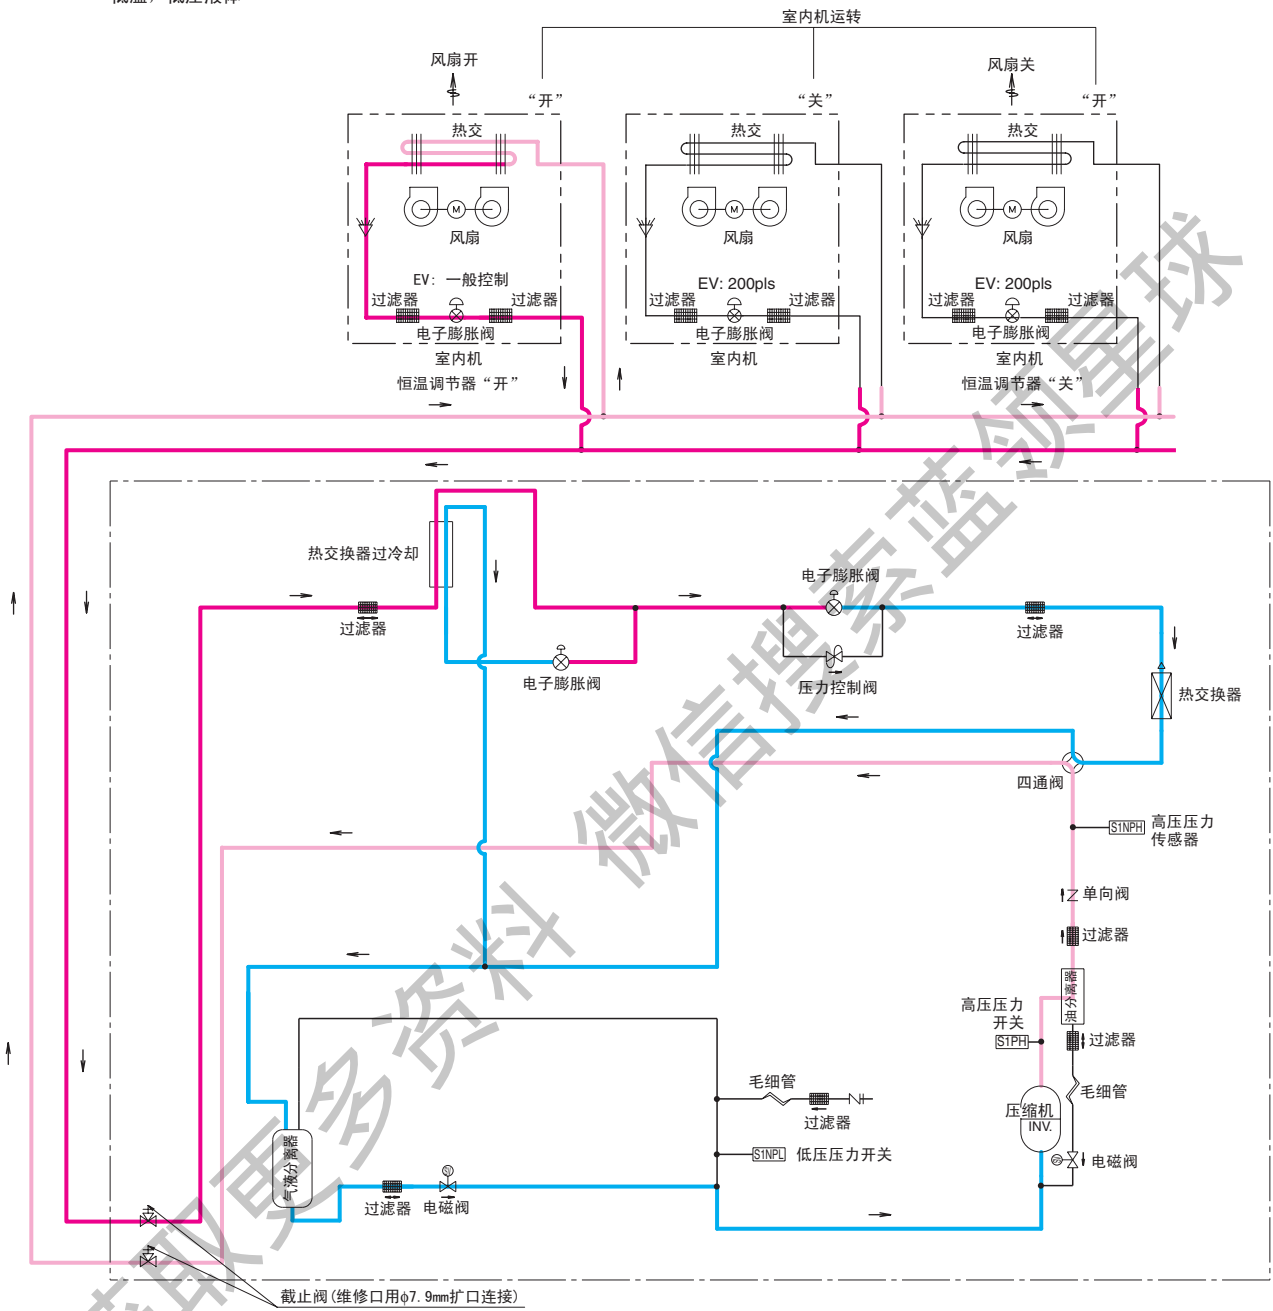 室内机运转
风扇开
风扇关
“开”
“关”
“开”
热交
热交
热交
M
M
M
风扇
风扇
风扇
EV: 一般控制
EV: 200pls
EV: 200pls
过滤器
过滤器
过滤器
过滤器
过滤器
过滤器
电子膨胀阀
电子膨胀阀
电子膨胀阀
室内机
室内机
室内机
恒温调节器“开”
恒温调节器“关”
热交换器过冷却
过滤器
电子膨胀阀
电子膨胀阀
压力控制阀
过滤器
热交换器
四通阀
S1NPH
高压压力
传感器
单向阀
过滤器
油分离器
高压压力
开关
S1PH
过滤器
毛细管
毛细管
过滤器
压缩机
INV.
S1NPL
低压压力开关
电磁阀
气液分离器
过滤器
电磁阀
截止阀(维修口用φ7.9mm扩口连接)
获取更多资料 微信搜索蓝领星球